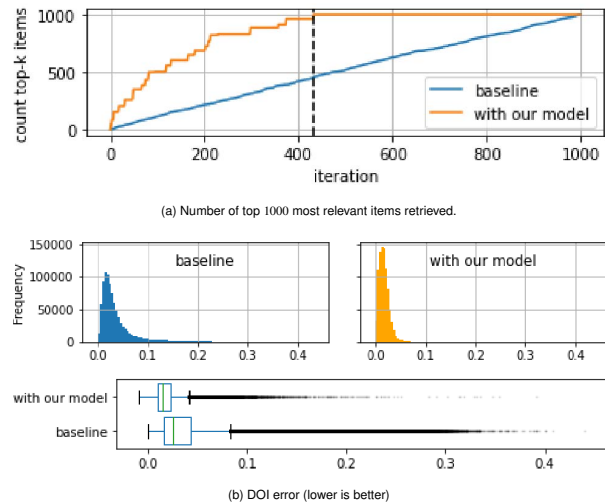 1000
500
0
count top-k items
baseline
with our model
0 200 400 600 800 1000
iteration
(a) Number of top 1000 most relevant items retrieved.
150000
100000
50000
0
Frequency
baseline
with our model
0.0 0.1 0.2 0.3 0.4
0.0 0.1 0.2 0.3 0.4
with our model
baseline
0.0 0.1 0.2 0.3 0.4
(b) DOI error (lower is better)